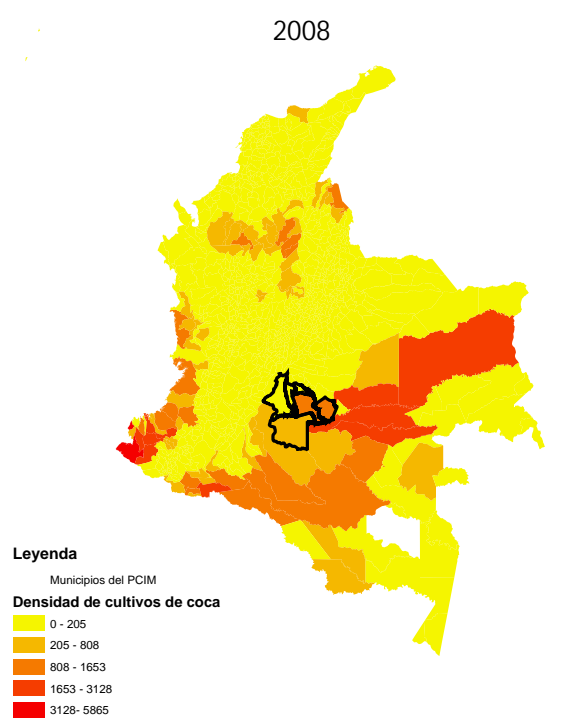 2008
Leyenda
Municipios del PCIM
Densidad de cultivos de coca
0 - 205
205 - 808
808 - 1653
1653 - 3128
3128- 5865